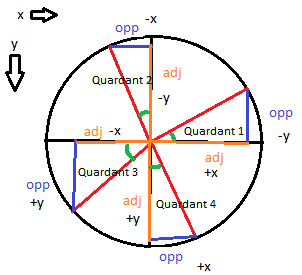 x
-x
opp
y
adj
Quardant 2
-y
opp
adj
-x
Quardant 1
-y
adj
opp
Quardant 3
+x
adj
+y
+y
Quardant 4
opp
+x